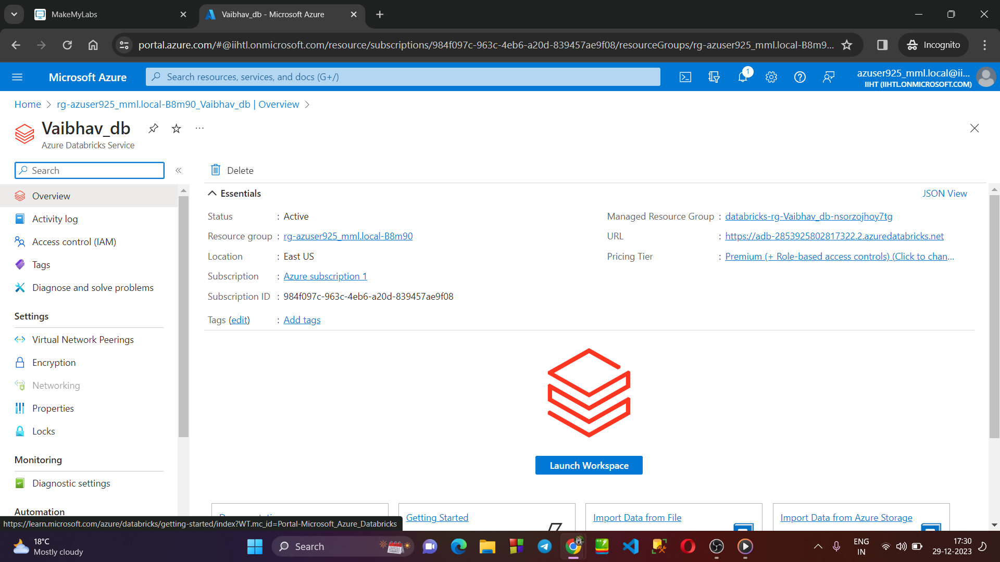 MakeMyLabs
Vaibhav_db - Microsoft Azure
portal.azure.com/#@iihtl.onmicrosoft.com/resource/subscriptions/984f097c-963c-4eb6-a20d-839457ae9f08/resourceGroups/rg-azuser925_mml.local-B8m9...
Incognito
Microsoft Azure
Search resources, services, and docs (G+/)
1
azuser925_mml.local@ii...
IIHT (IIHTL.ONMICROSOFT.COM)
Home > rg-azuser925_mml.local-B8m90_Vaibhav_db | Overview >
Vaibhav_db
Azure Databricks Service
Search
Overview
Activity log
Access control (IAM)
Tags
Diagnose and solve problems
Settings
Virtual Network Peerings
Encryption
Networking
Properties
Locks
Monitoring
Diagnostic settings
Automation
Delete
Essentials
JSON View
Status : Active
Resource group : rg-azuser925_mml.local-B8m90
Location : East US
Subscription : Azure subscription 1
Subscription ID : 984f097c-963c-4eb6-a20d-839457ae9f08
Tags (edit) : Add tags
Managed Resource Group : databricks-rg-Vaibhav_db-nsorzojhoy7tg
URL : https://adb-2853925802817322.2.azuredatabricks.net
Pricing Tier : Premium (+ Role-based access controls) (Click to chan...
Launch Workspace
Getting Started
Import Data from File
Import Data from Azure Storage
https://learn.microsoft.com/azure/databricks/getting-started/index?WT.mc_id=Portal-Microsoft_Azure_Databricks
18°C
Mostly cloudy
Search
ENG
IN
17:30
29-12-2023